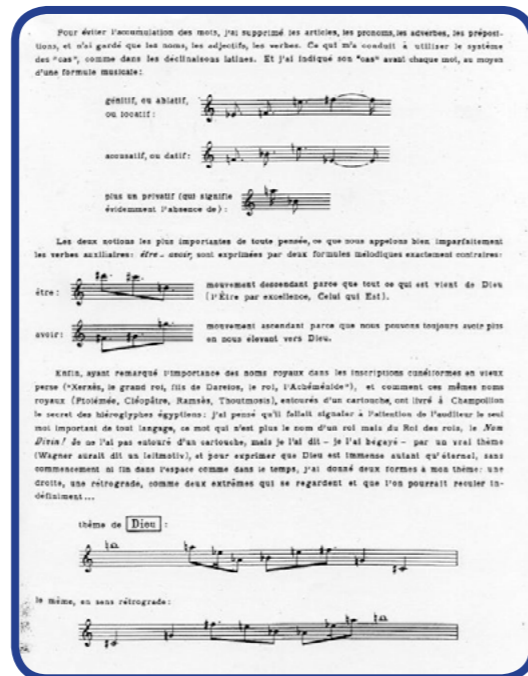 Pour éviter l'accumulation des mots, j'ai supprimé les articles, les pronoms, les adverbes, les préposi-
tions, et n'ai gardé que les noms, les adjectifs, les verbes. Ce qui m'a conduit à utiliser le système
des "cas", comme dans les déclinaisons latines. Et j'ai indiqué son "cas" avant chaque mot, au moyen
d'une formule musicale:
génitif, ou ablatif,
ou locatif:
accusatif, ou datif:
plus un privatif (qui signifie
évidemment l'absence de):
Les deux notions les plus importantes de toute pensée, ce que nous appelons bien imparfaitement
les verbes auxiliaires: être - avoir, sont exprimées par deux formules mélodiques exactement contraires:
être:
mouvement descendant parce que tout ce qui est vient de Dieu
(l'Être par excellence, Celui qui Est).
avoir:
mouvement ascendant parce que nous pouvons toujours avoir plus
en nous élevant vers Dieu.
Enfin, ayant remarqué l'importance des noms royaux dans les inscriptions cunéiformes en vieux
perse ("Xerxès, le grand roi, fils de Dareios, le roi, l'Achéménide"), et comment ces mêmes noms
royaux (Ptolémée, Cléopâtre, Ramsès, Thoutmosis), entourés d'un cartouche, ont livré à Champollion
le secret des hiéroglyphes égyptiens: j'ai pensé qu'il fallait signaler à l'attention de l'auditeur le seul
mot important de tout langage, ce mot qui n'est plus le nom d'un roi mais du Roi des rois, le Nom
Divin! Je ne l'ai pas entouré d'un cartouche, mais je l'ai dit - je l'ai bégayé - par un vrai thème
(Wagner aurait dit un leitmotiv), et pour exprimer que Dieu est immense autant qu'éternel, sans
commencement ni fin dans l'espace comme dans le temps, j'ai donné deux formes à mon thème: une
droite, une rétrograde, comme deux extrêmes qui se regardent et que l'on pourrait reculer in-
définiment...
thème de Dieu:
le même, en sens rétrograde: